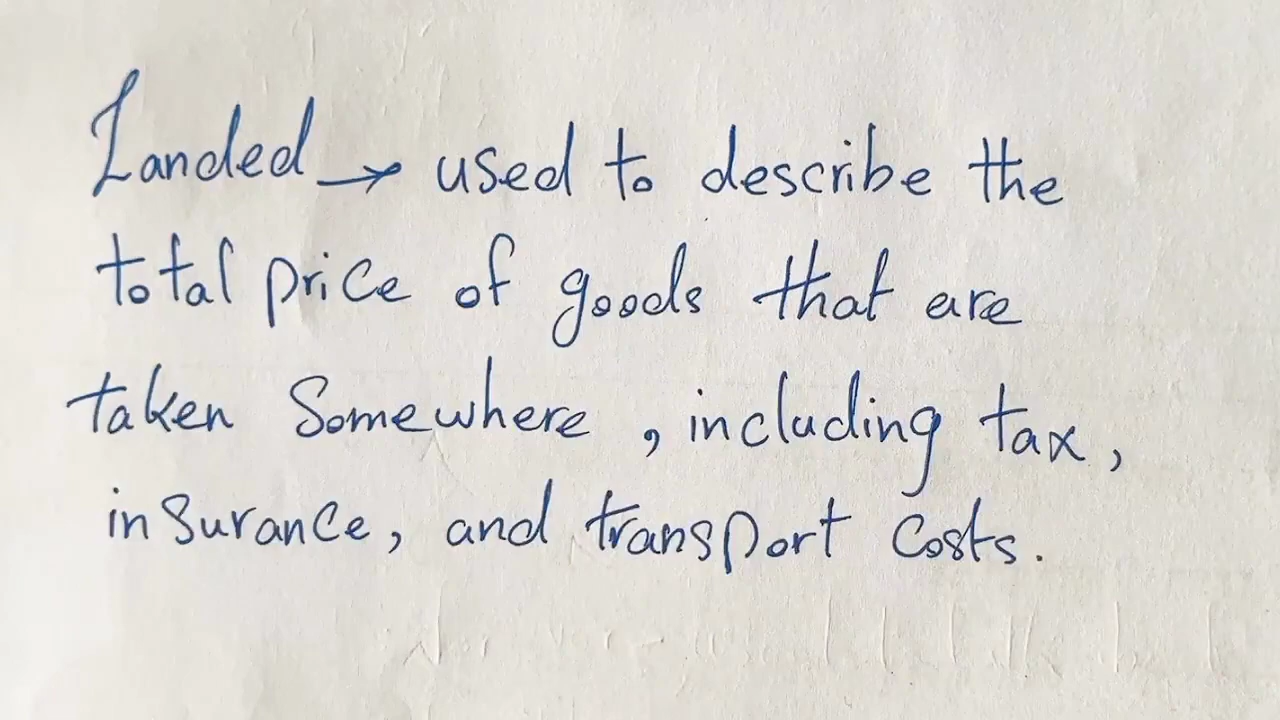 Landed → used to describe the
total price of goods that are
taken Somewhere, including tax,
insurance, and transport costs.